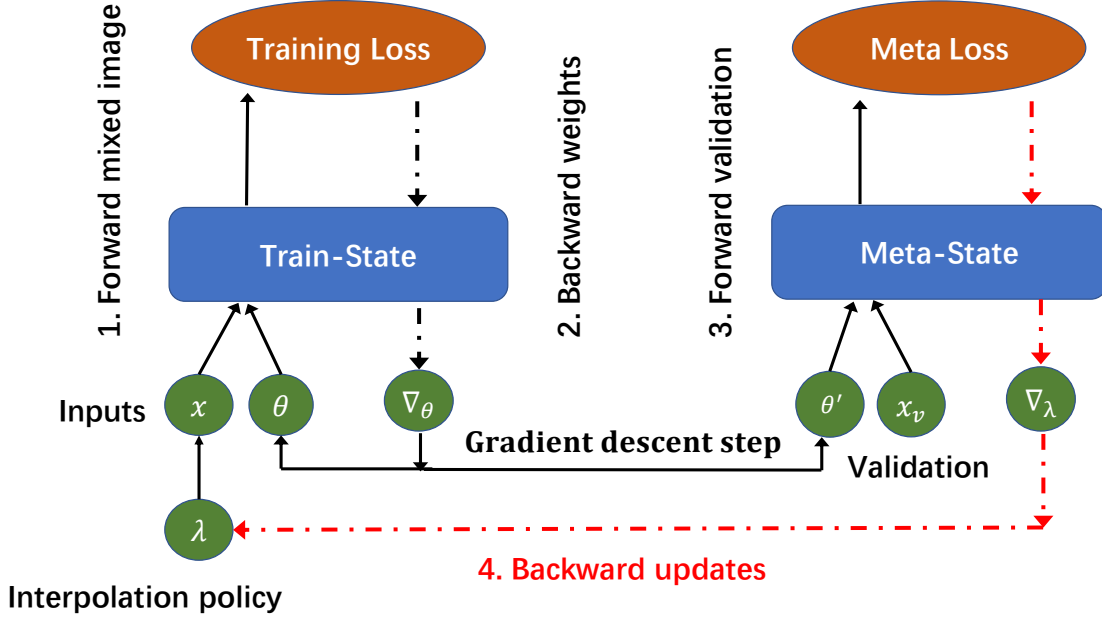 Training Loss
Meta Loss
1. Forward mixed image
2. Backward weights
3. Forward validation
Train-State
Meta-State
Inputs
x
θ
∇θ
θ′
xᵥ
∇λ
Gradient descent step
Validation
λ
4. Backward updates
Interpolation policy